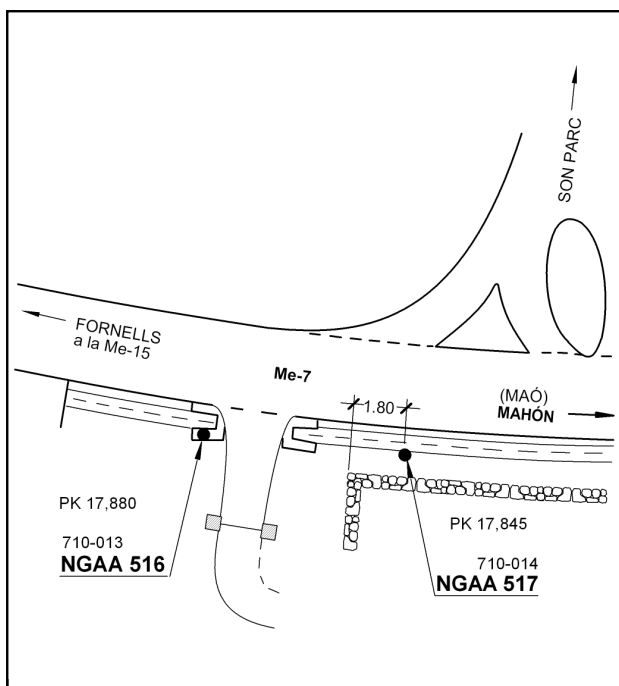 SON PARC
FORNELLS
a la Me-15
Me-7
1.80
(MAÓ)
MAHÓN
PK 17,880
710-013
NGAA 516
PK 17,845
710-014
NGAA 517